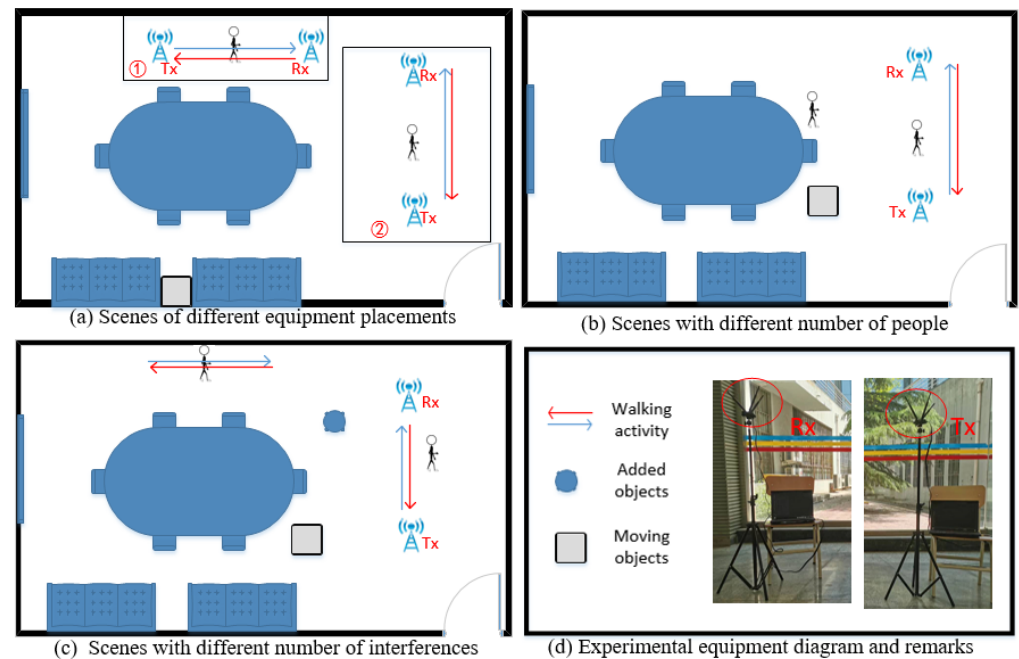 ①
Tx
Rx
Rx
Tx
②
(a) Scenes of different equipment placements
Rx
Tx
(b) Scenes with different number of people
Rx
Tx
(c) Scenes with different number of interferences
Walking
activity
Added
objects
Moving
objects
Rx
Tx
(d) Experimental equipment diagram and remarks